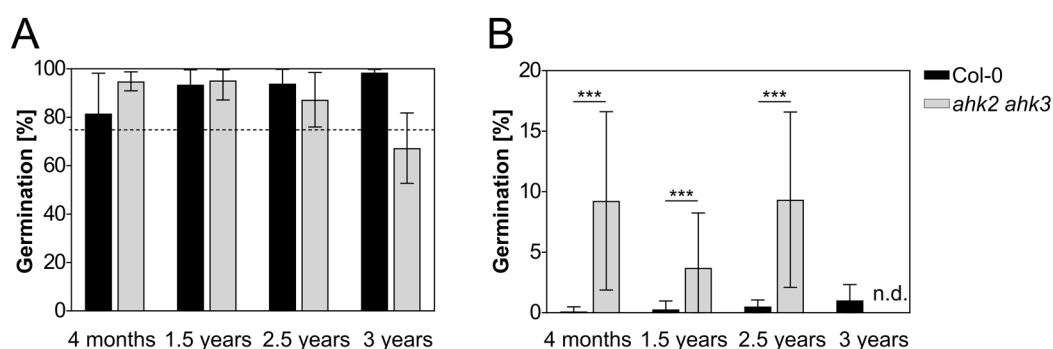 A
Germination [%]
100
80
60
40
20
0
4 months 1.5 years 2.5 years 3 years
B
Germination [%]
20
15
10
5
0
***
***
***
n.d.
4 months 1.5 years 2.5 years 3 years
Col-0
ahk2 ahk3